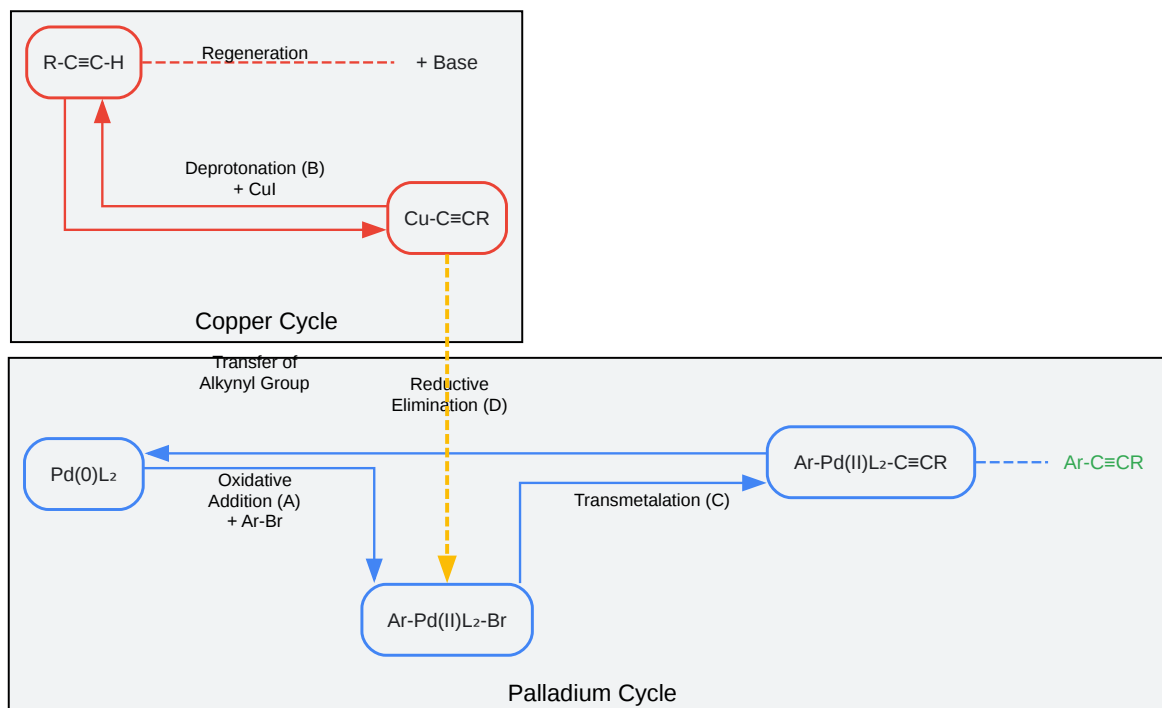 R-C≡C-H
Regeneration
+ Base
Deprotonation (B)
+ CuI
Cu-C≡CR
Copper Cycle
Transfer of
Alkynyl Group
Reductive
Elimination (D)
Pd(0)L₂
Oxidative
Addition (A)
+ Ar-Br
Transmetalation (C)
Ar-Pd(II)L₂-C≡CR
Ar-C≡CR
Ar-Pd(II)L₂-Br
Palladium Cycle